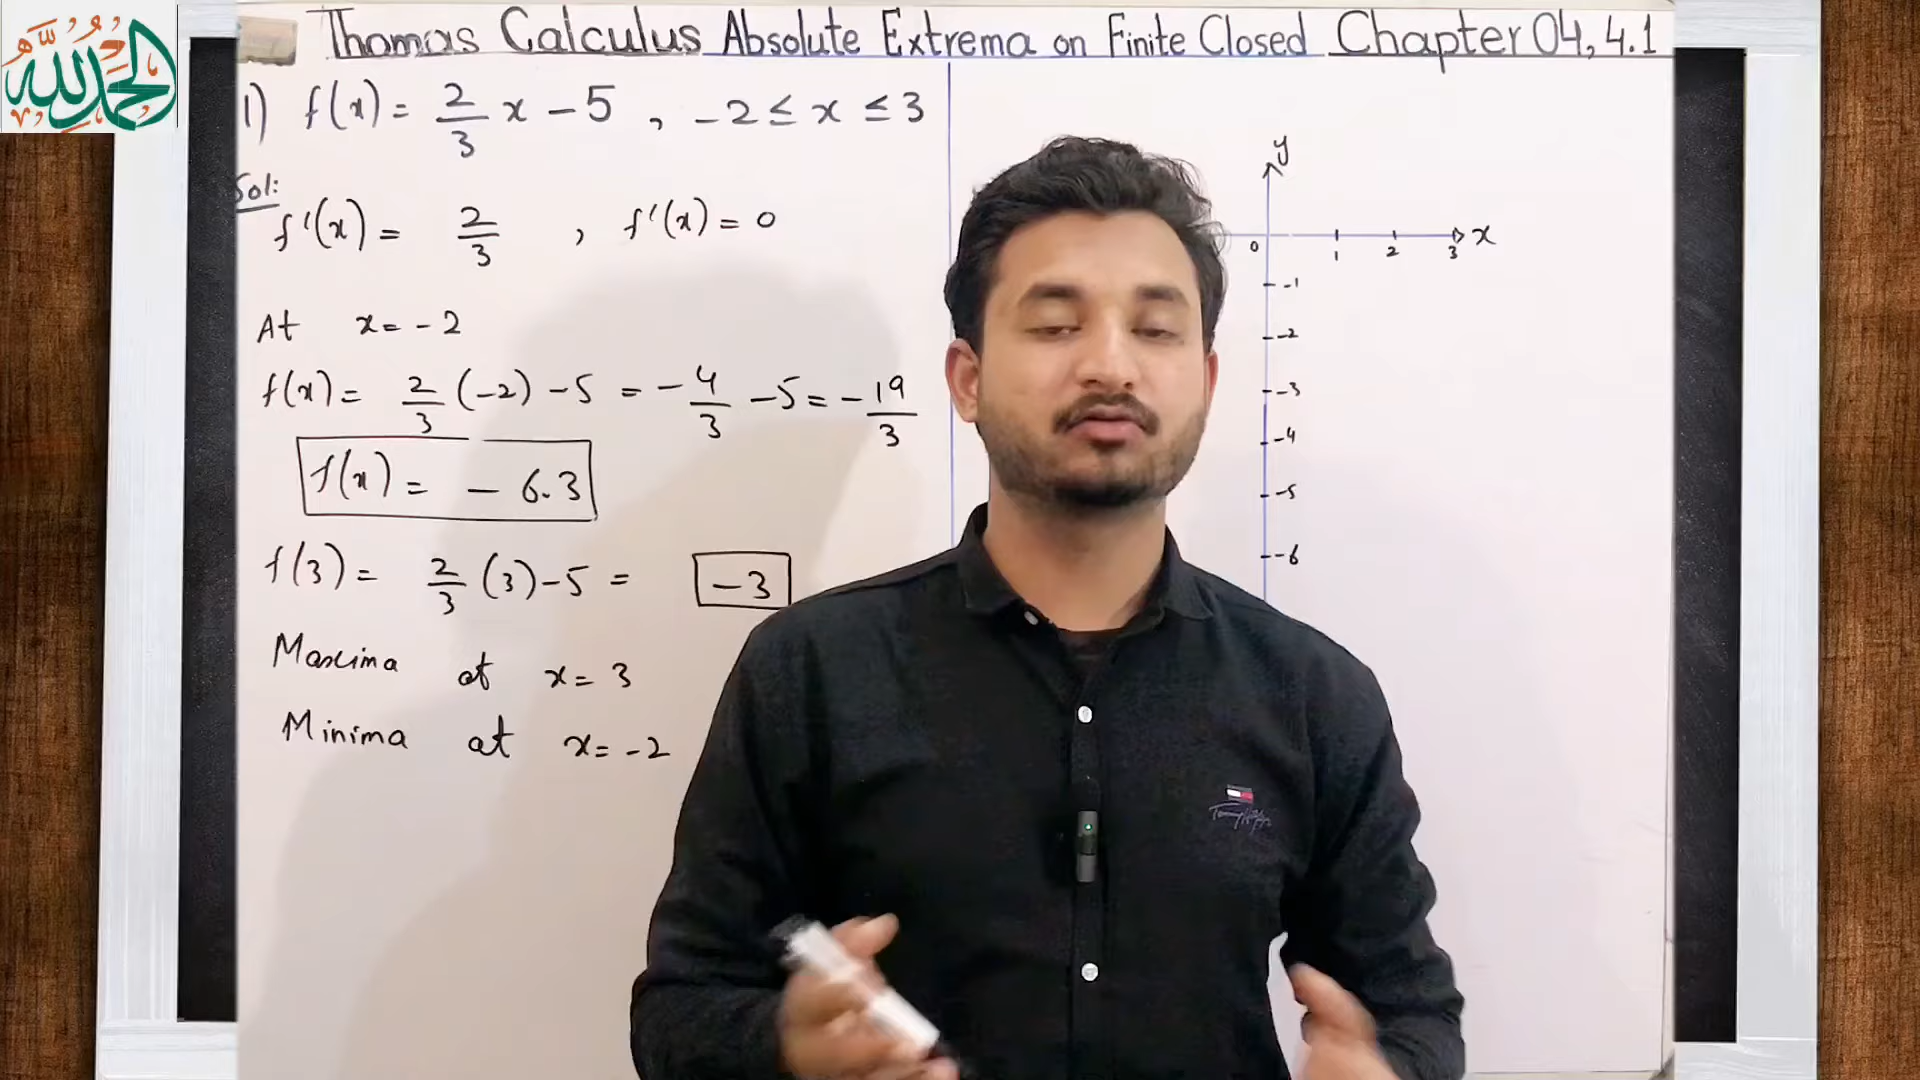 الحمد لله
Thomas Calculus Absolute Extrema on Finite Closed Chapter 04, 4.1
1) f(x) = 2/3 x - 5 , -2 ≤ x ≤ 3
Sol:
f'(x) = 2/3 , f'(x) = 0
At x = -2
f(x) = 2/3 (-2) - 5 = - 4/3 - 5 = - 19/3
f(x) = - 6.3
f(3) = 2/3 (3) - 5 = -3
Maxima at x = 3
Minima at x = -2
y
0 1 2 3 x
-1
-2
-3
-4
-5
-6